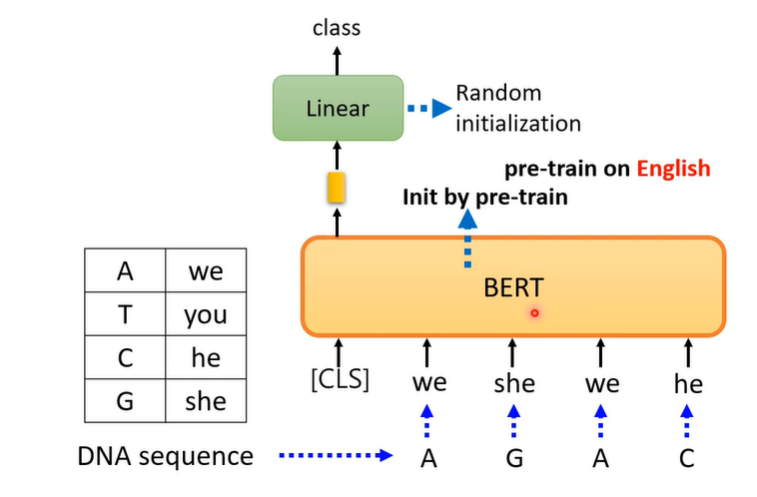 class
Linear
Random
initialization
pre-train on English
Init by pre-train
BERT
A we
T you
C he
G she
[CLS] we she we he
DNA sequence A G A C